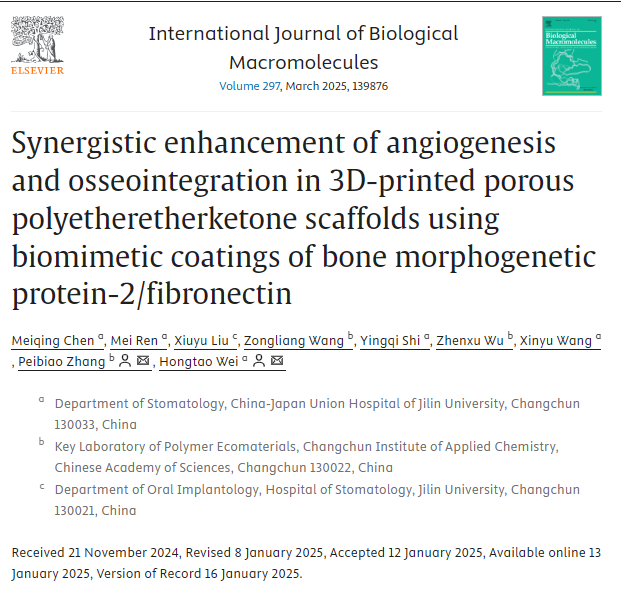 International Journal of Biological
Macromolecules
Volume 297, March 2025, 139876
ELSEVIER
Biological
Macromolecules
Synergistic enhancement of angiogenesis
and osseointegration in 3D-printed porous
polyetheretherketone scaffolds using
biomimetic coatings of bone morphogenetic
protein-2/fibronectin
Meiqing Chen a, Mei Ren a, Xiuyu Liu c, Zongliang Wang b, Yingqi Shi a, Zhenxu Wu b, Xinyu Wang a
, Peibiao Zhang b, Hongtao Wei a
a Department of Stomatology, China-Japan Union Hospital of Jilin University, Changchun
130033, China
b Key Laboratory of Polymer Ecomaterials, Changchun Institute of Applied Chemistry,
Chinese Academy of Sciences, Changchun 130022, China
c Department of Oral Implantology, Hospital of Stomatology, Jilin University, Changchun
130021, China
Received 21 November 2024, Revised 8 January 2025, Accepted 12 January 2025, Available online 13
January 2025, Version of Record 16 January 2025.